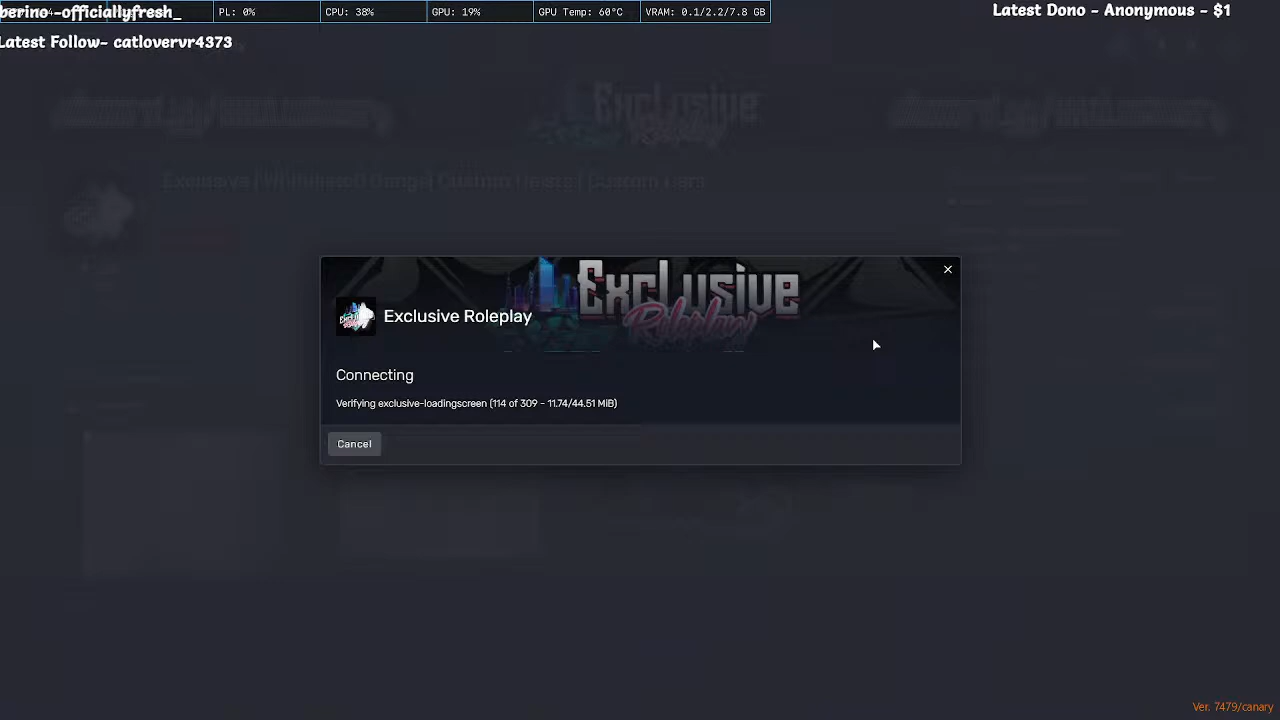 berino -officiallyfresh_
PL: 0%
CPU: 38%
GPU: 19%
GPU Temp: 60°C
VRAM: 0.1/2.2/7.8 GB
Latest Dono - Anonymous - $1
Latest Follow- catlovervr4373
Exclusive
Roleplay
Exclusive Roleplay
Exclusive
Roleplay
Connecting
Verifying exclusive-loadingscreen (114 of 309 - 11.74/44.51 MiB)
Cancel
Ver. 7479/canary